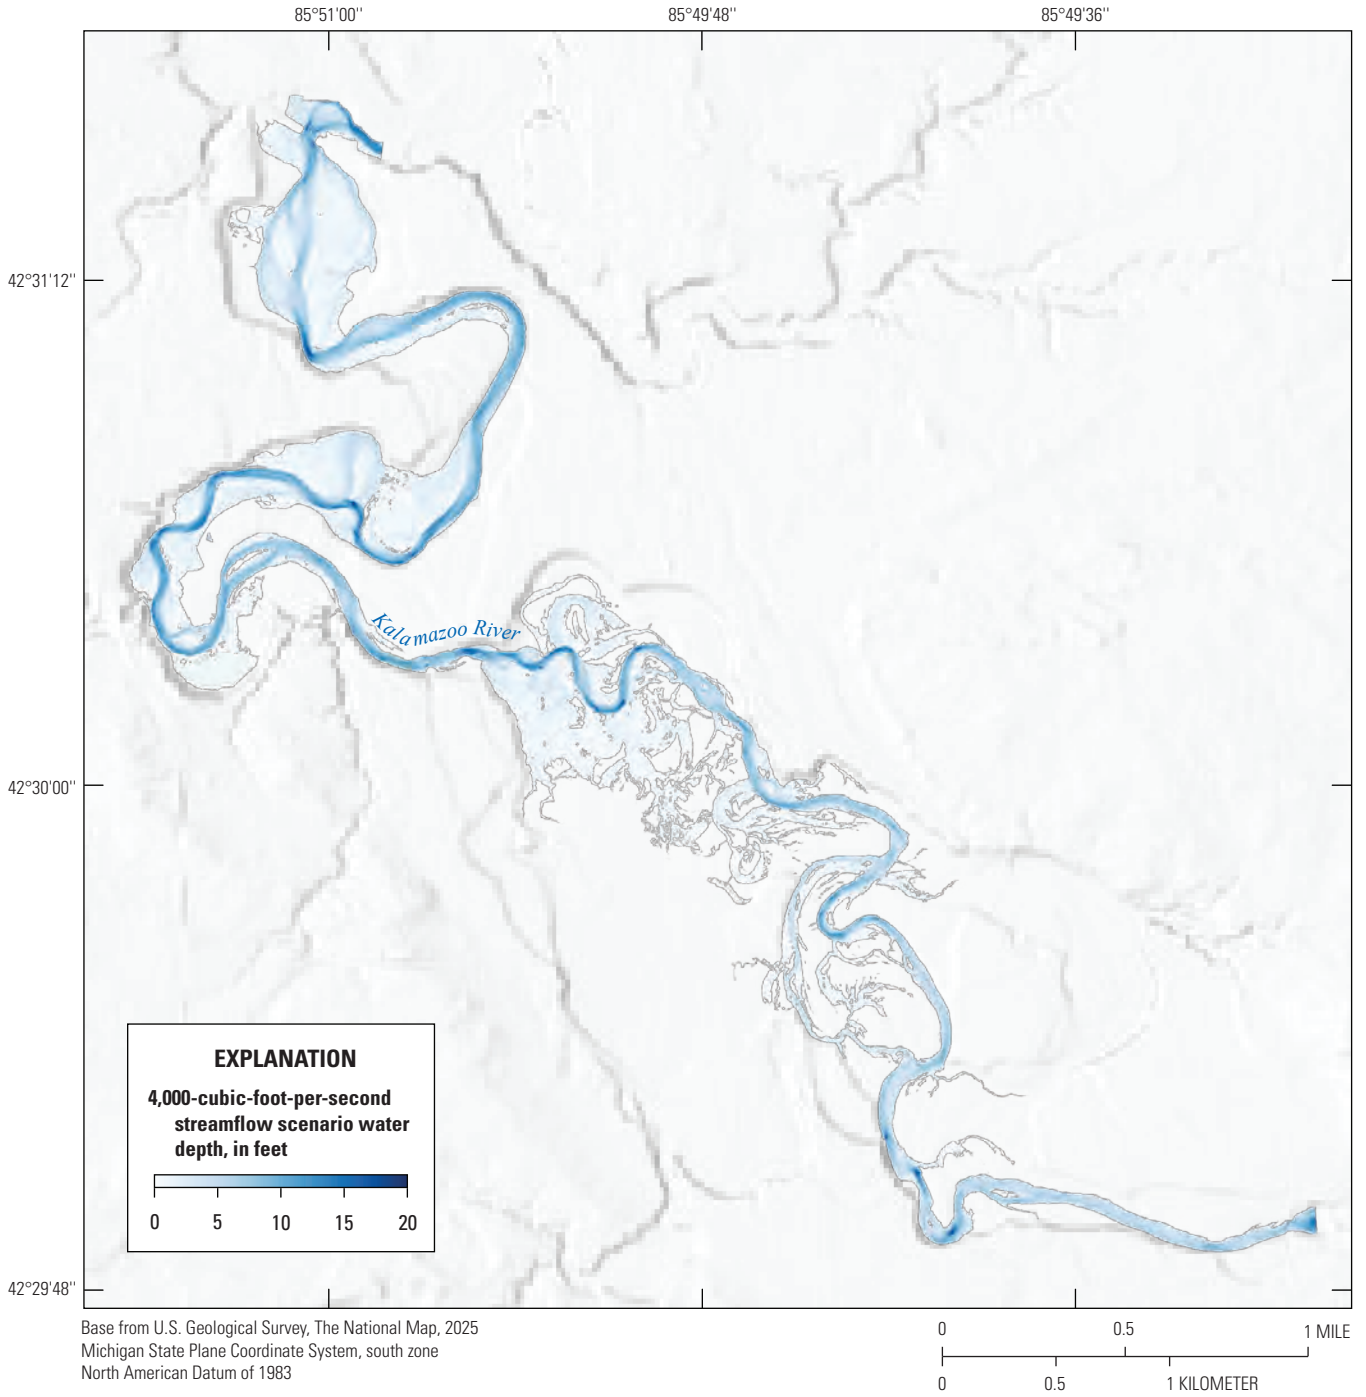 85°51'00" 85°49'48" 85°49'36"
42°31'12"
Kalamazoo River
42°30'00"
EXPLANATION
4,000-cubic-foot-per-second
streamflow scenario water
depth, in feet
0 5 10 15 20
42°29'48"
Base from U.S. Geological Survey, The National Map, 2025
Michigan State Plane Coordinate System, south zone
North American Datum of 1983
0 0.5 1 MILE
0 0.5 1 KILOMETER